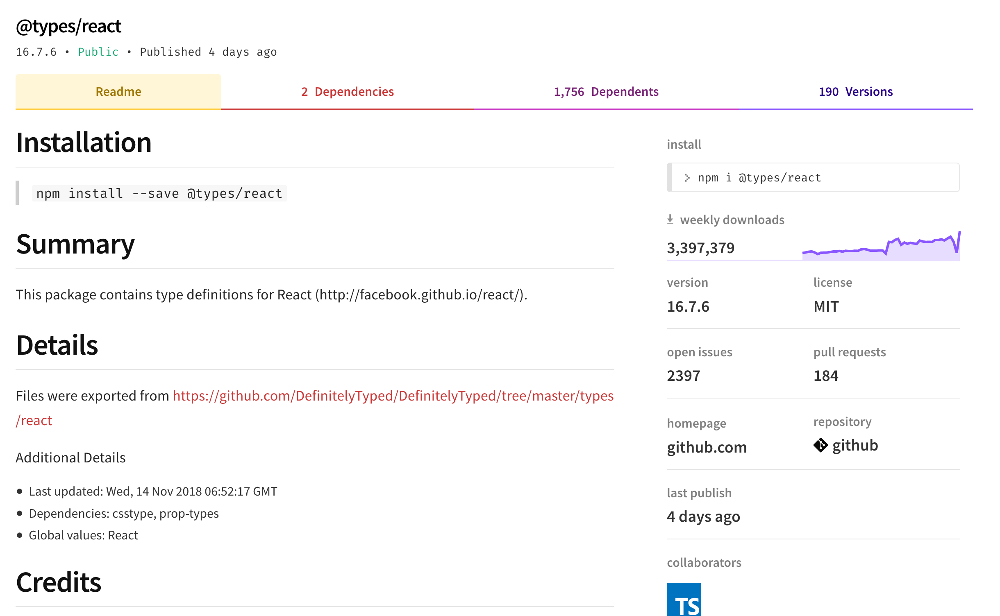 @types/react
16.7.6 • Public • Published 4 days ago
Readme
2 Dependencies
1,756 Dependents
190 Versions
Installation
npm install --save @types/react
Summary
This package contains type definitions for React (http://facebook.github.io/react/).
Details
Files were exported from https://github.com/DefinitelyTyped/DefinitelyTyped/tree/master/types
/react
Additional Details
• Last updated: Wed, 14 Nov 2018 06:52:17 GMT
• Dependencies: csstype, prop-types
• Global values: React
Credits
install
> npm i @types/react
weekly downloads
3,397,379
version
16.7.6
license
MIT
open issues
2397
pull requests
184
homepage
github.com
repository
github
last publish
4 days ago
collaborators
TS